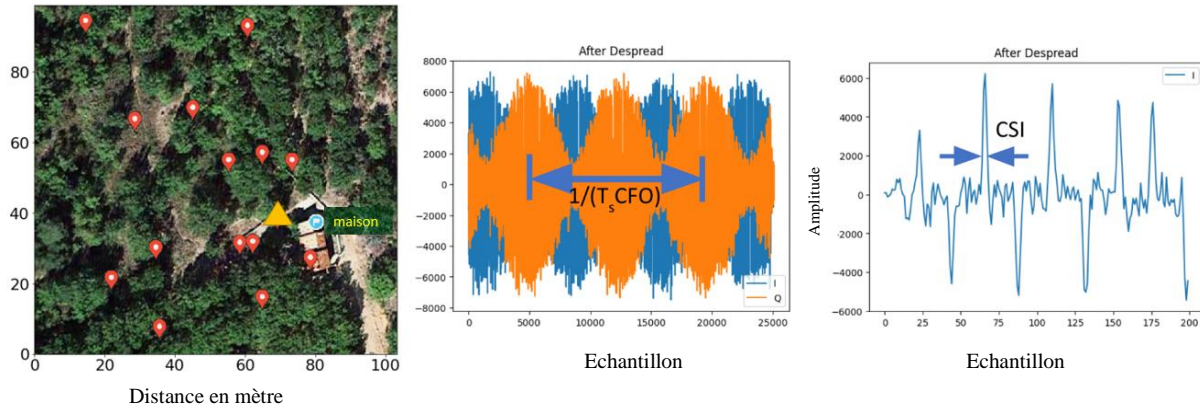 80
60
40
20
0
0 20 40 60 80 100
maison
Distance en mètre
After Despread
8000
6000
4000
2000
0
−2000
−4000
−6000
−8000
1/(TsCFO)
I
Q
0 5000 10000 15000 20000 25000
Echantillon
After Despread
Amplitude
6000
4000
2000
0
−2000
−4000
−6000
CSI
I
0 25 50 75 100 125 150 175 200
Echantillon